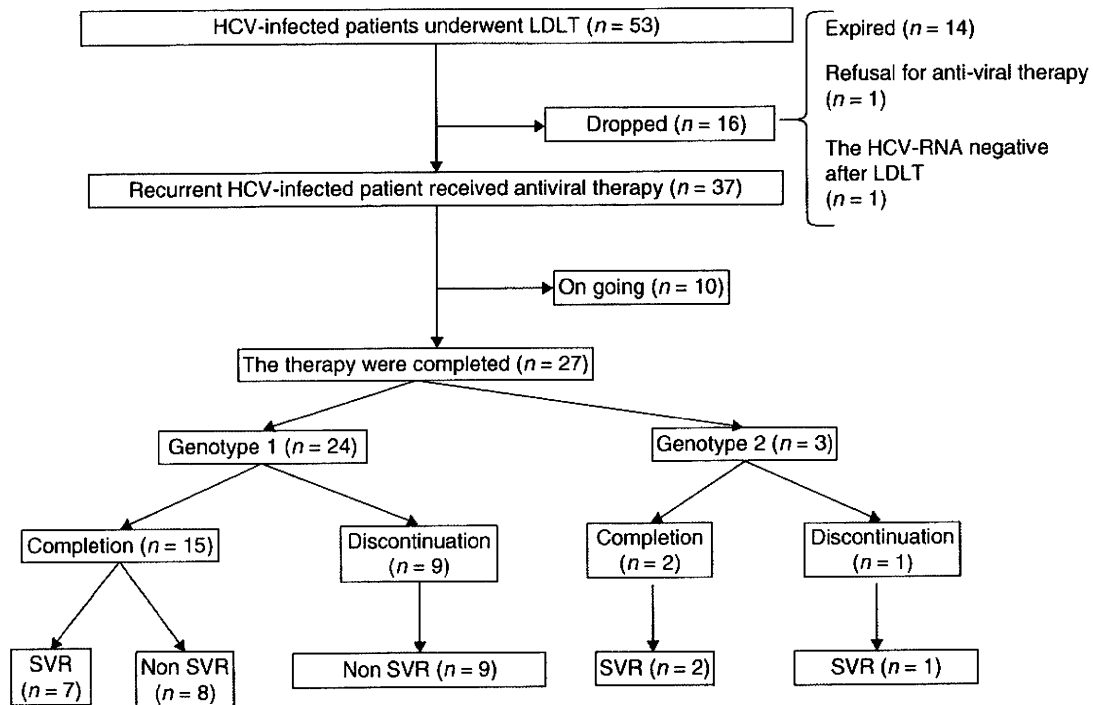 HCV-infected patients underwent LDLT (n = 53)
Expired (n = 14)
Refusal for anti-viral therapy
(n = 1)
The HCV-RNA negative
after LDLT
(n = 1)
Dropped (n = 16)
Recurrent HCV-infected patient received antiviral therapy (n = 37)
On going (n = 10)
The therapy were completed (n = 27)
Genotype 1 (n = 24)
Genotype 2 (n = 3)
Completion (n = 15)
Discontinuation
(n = 9)
Completion
(n = 2)
Discontinuation
(n = 1)
SVR
(n = 7)
Non SVR
(n = 8)
Non SVR (n = 9)
SVR (n = 2)
SVR (n = 1)